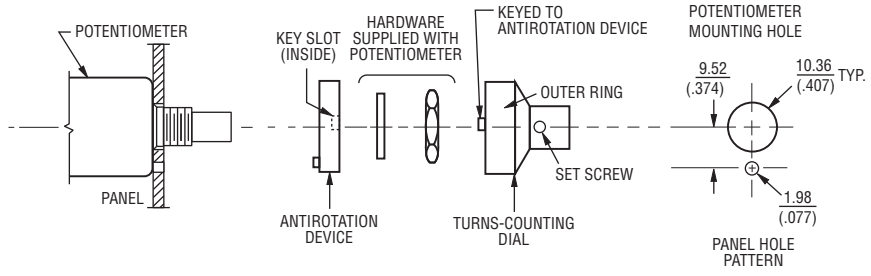 POTENTIOMETER
PANEL
KEY SLOT
(INSIDE)
ANTIROTATION
DEVICE
HARDWARE
SUPPLIED WITH
POTENTIOMETER
KEYED TO
ANTIROTATION DEVICE
OUTER RING
SET SCREW
TURNS-COUNTING
DIAL
POTENTIOMETER
MOUNTING HOLE
9.52
(.374)
10.36
(.407)
TYP.
1.98
(.077)
PANEL HOLE
PATTERN